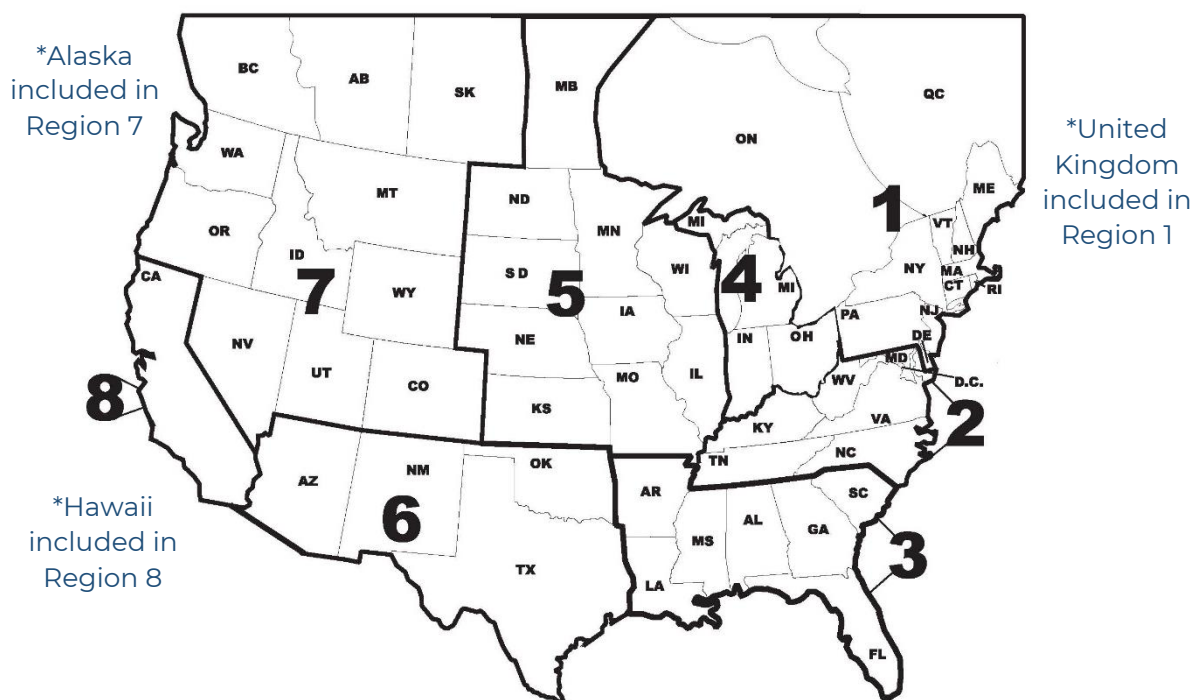 *Alaska
included in
Region 7
BC
AB
SK
MB
ON
QC
*United
Kingdom
included in
Region 1
WA
MT
ND
MN
ME
1
OR
ID
7
WY
SD
5
WI
MI
4
MI
VT
NH
NY
MA
CT
RI
CA
NV
UT
CO
NE
IA
IL
IN
OH
PA
NJ
DE
MD
D.C.
8
KS
MO
KY
WV
VA
2
*Hawaii
included in
Region 8
AZ
NM
6
OK
TX
AR
TN
NC
SC
LA
MS
AL
GA
3
FL